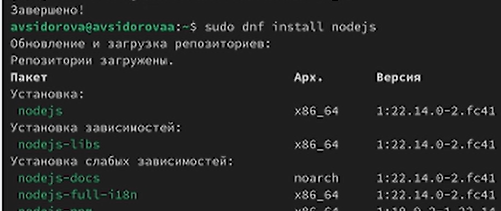 Завершено!
avsidorova@avsidorovaa:~$ sudo dnf install nodejs
Обновление и загрузка репозиториев:
Репозитории загружены.
Пакет Арх. Версия
Установка:
nodejs x86_64 1:22.14.0-2.fc41
Установка зависимостей:
nodejs-libs x86_64 1:22.14.0-2.fc41
Установка слабых зависимостей:
nodejs-docs noarch 1:22.14.0-2.fc41
nodejs-full-i18n x86_64 1:22.14.0-2.fc41